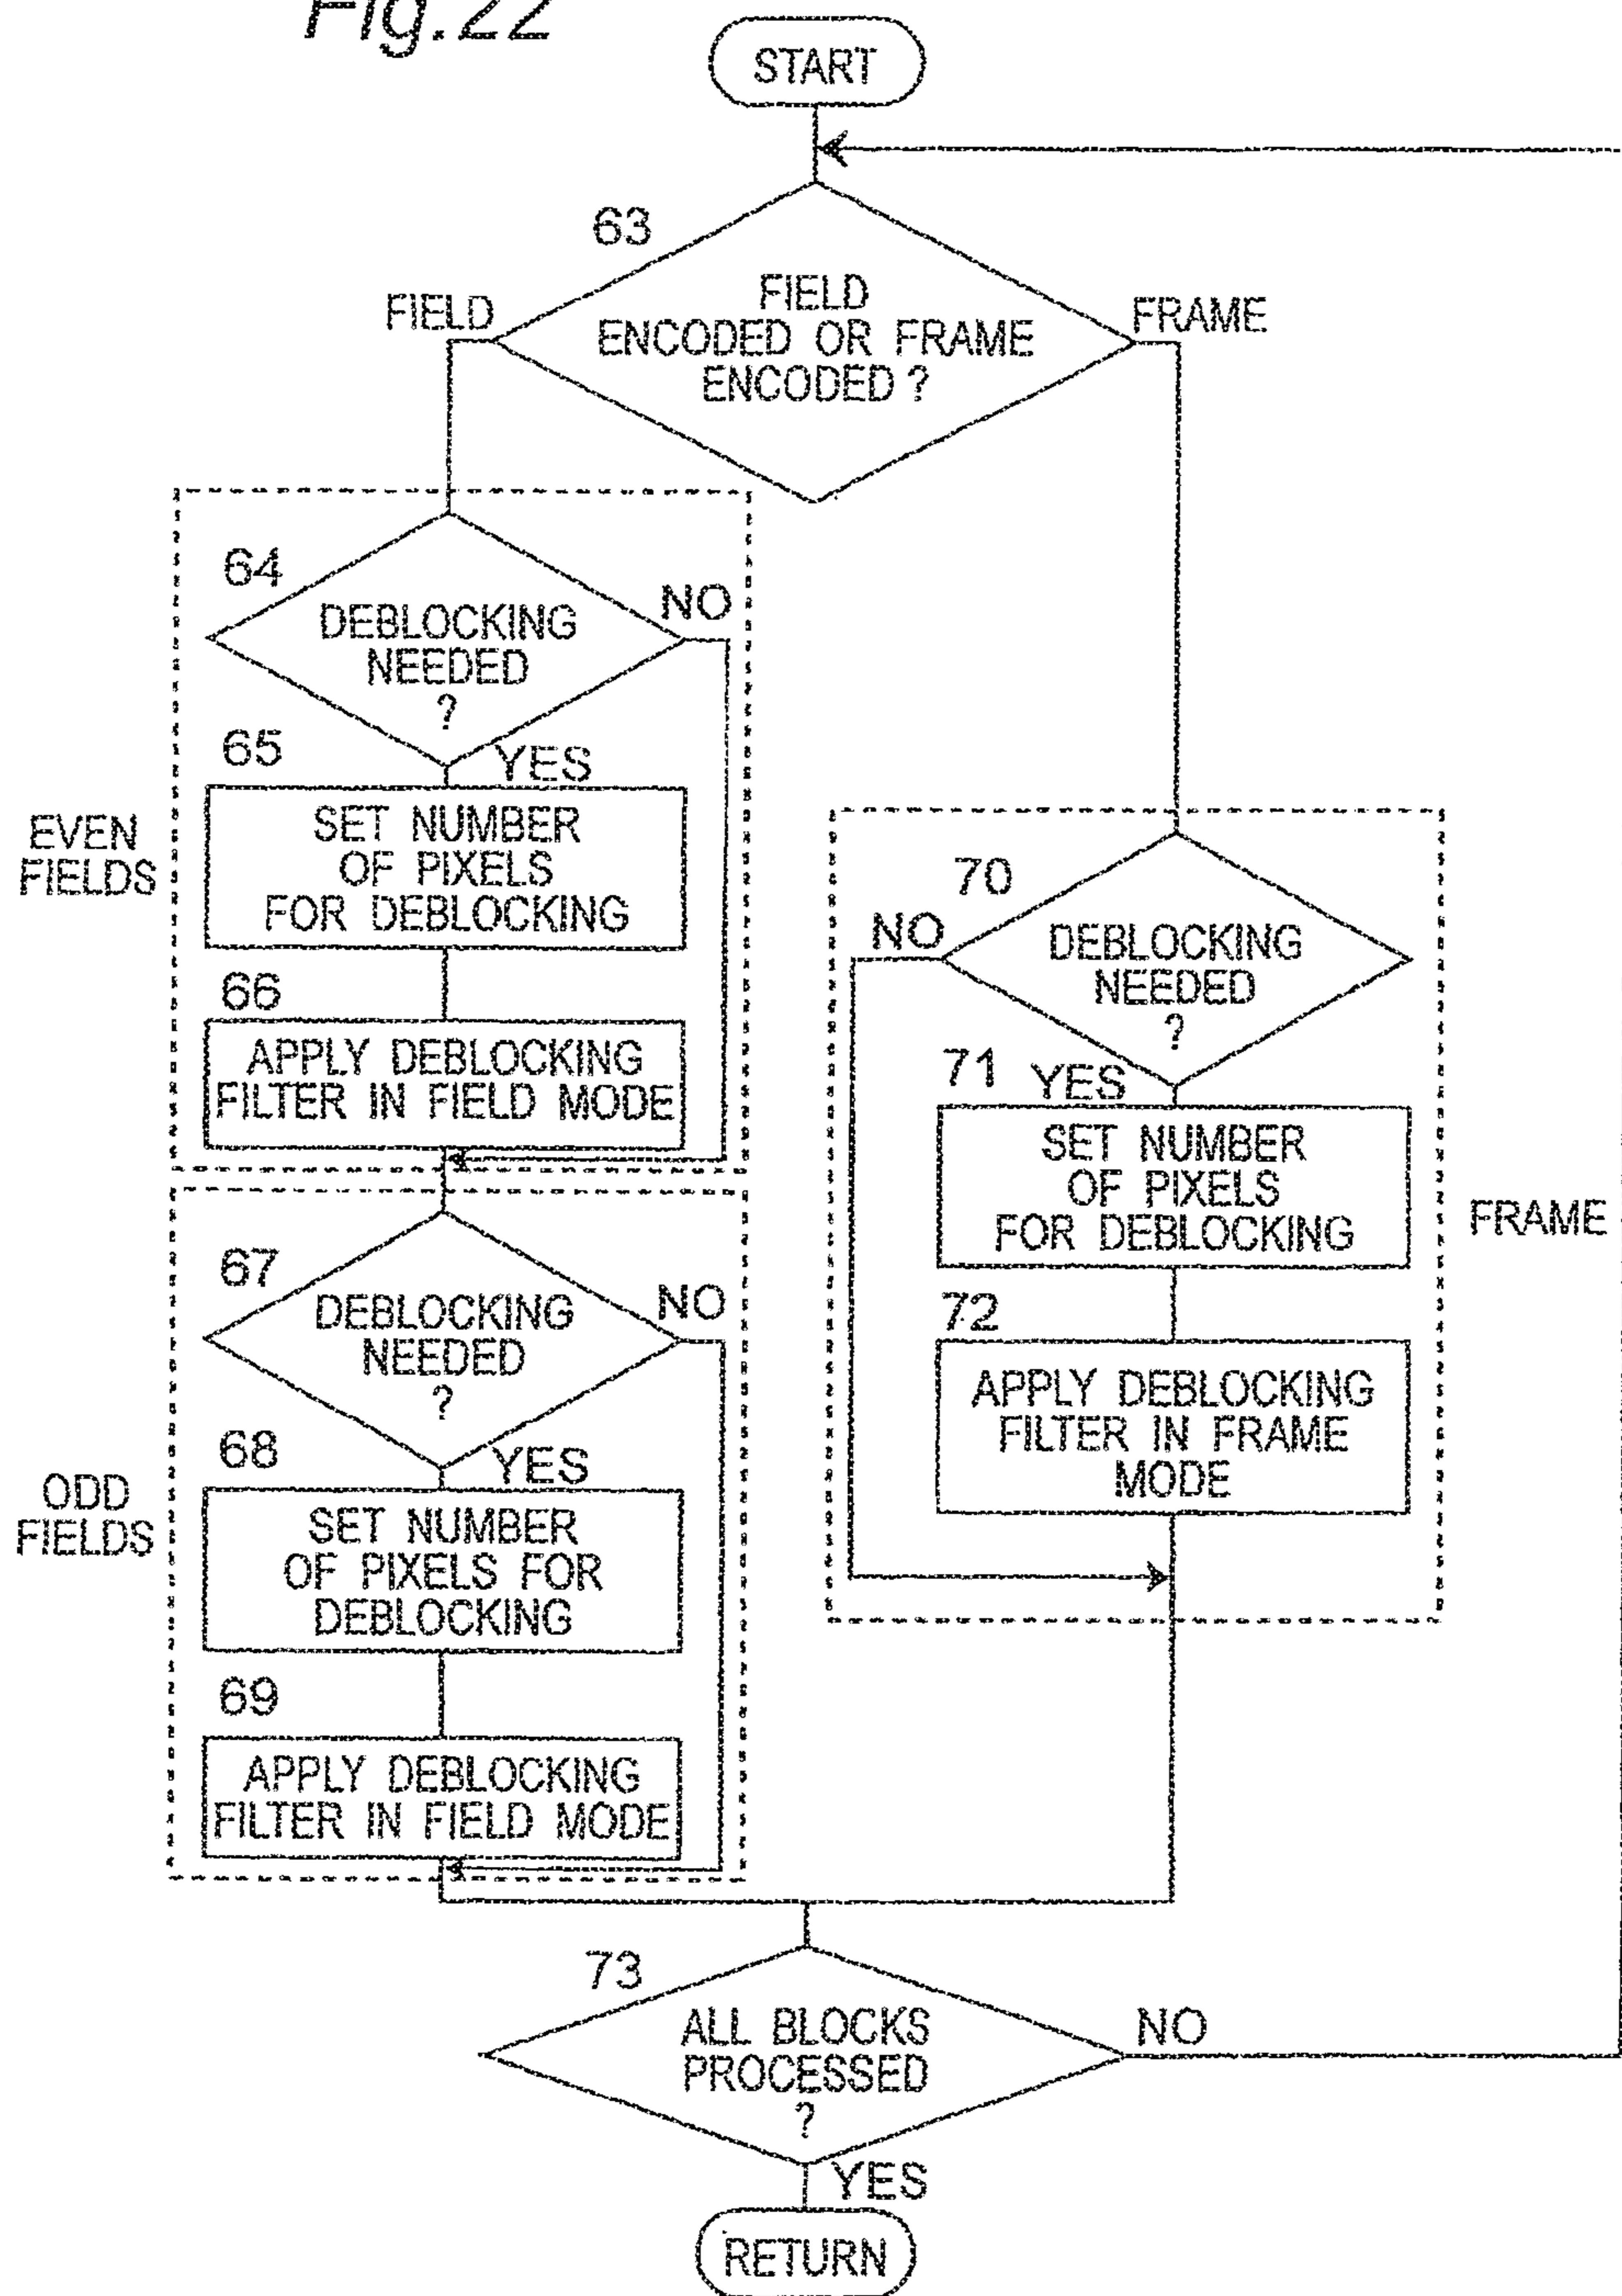 Fig.22
START
63
FIELD
ENCODED OR FRAME
ENCODED ?
FIELD
FRAME
64
DEBLOCKING
NEEDED
?
NO
YES
65
SET NUMBER
OF PIXELS
FOR DEBLOCKING
66
APPLY DEBLOCKING
FILTER IN FIELD MODE
EVEN
FIELDS
67
DEBLOCKING
NEEDED
?
NO
YES
68
SET NUMBER
OF PIXELS FOR
DEBLOCKING
69
APPLY DEBLOCKING
FILTER IN FIELD MODE
ODD
FIELDS
70
DEBLOCKING
NEEDED
?
NO
YES
71
SET NUMBER
OF PIXELS
FOR DEBLOCKING
72
APPLY DEBLOCKING
FILTER IN FRAME
MODE
FRAME
73
ALL BLOCKS
PROCESSED
?
NO
YES
RETURN